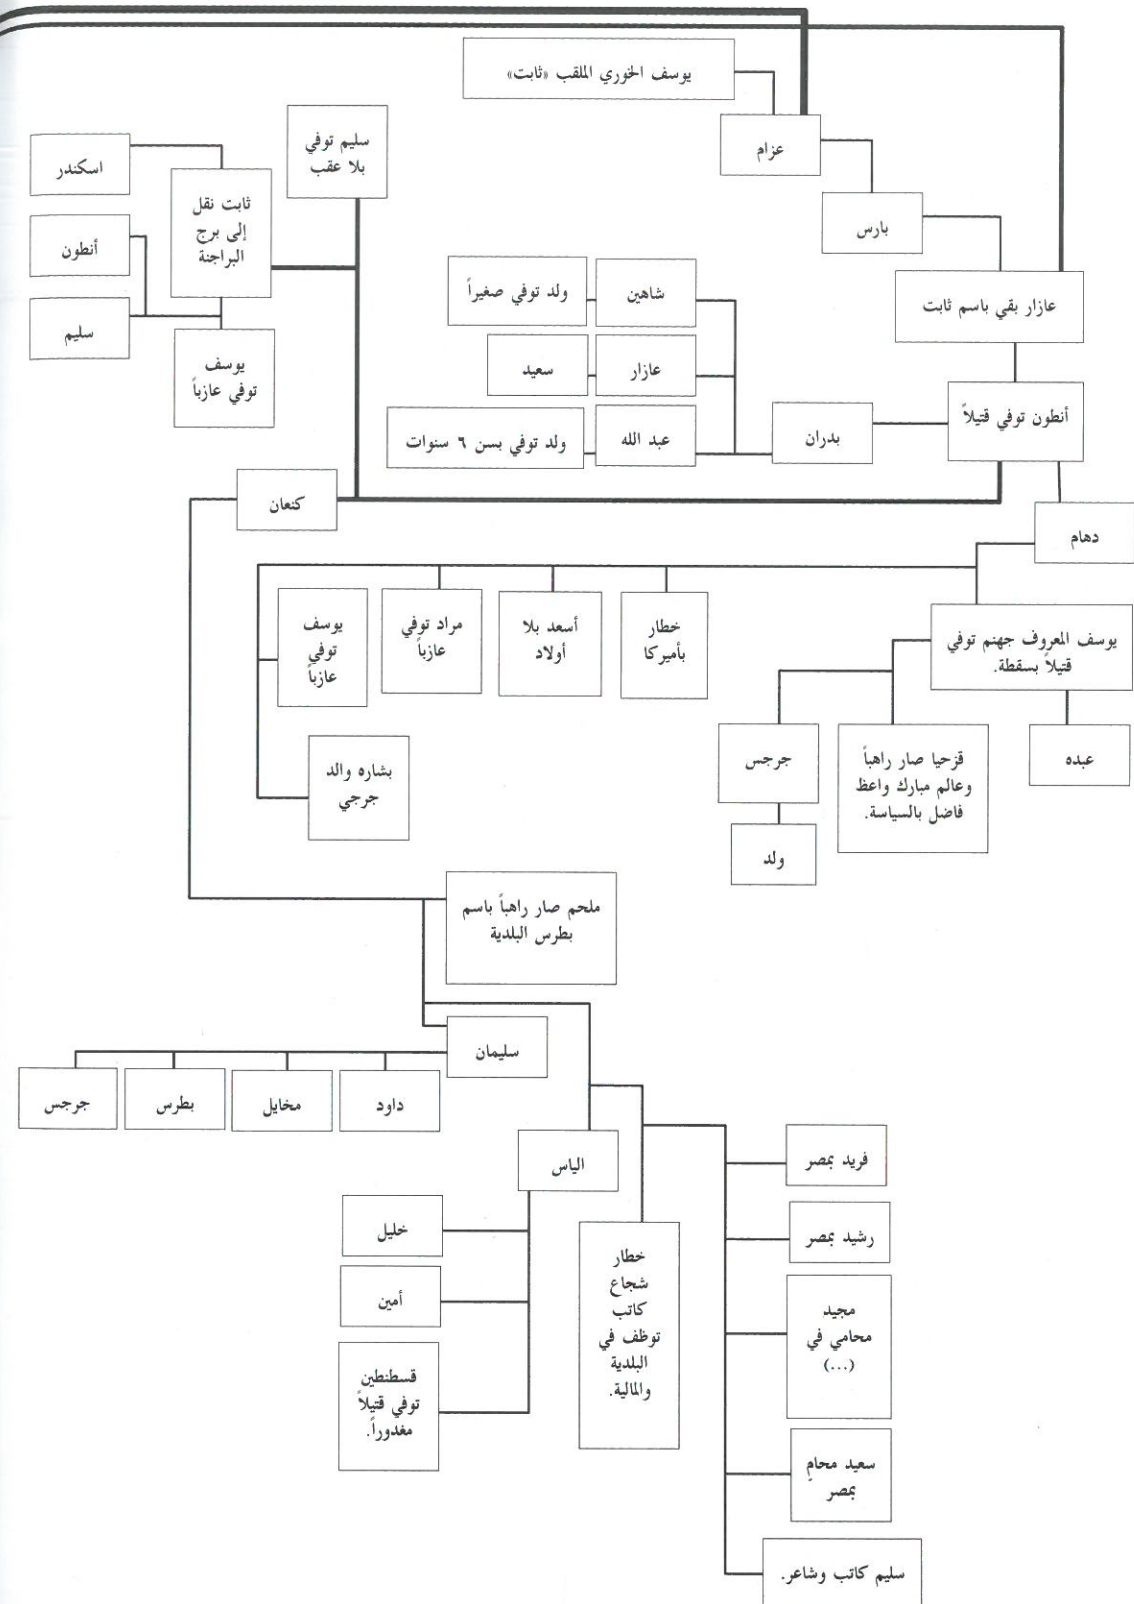 يوسف الخوري الملقب «ثابت»
عزام
بارس
عازار بقي باسم ثابت
أنطون توفي قتيلاً
سليم توفي
بلا عقب
ثابت نقل
إلى برج
البراجنة
اسكندر
أنطون
سليم
يوسف
توفي عازباً
شاهين
ولد توفي صغيراً
عازار
سعيد
بدران
عبد الله
ولد توفي بسن ٦ سنوات
كنعان
دهام
يوسف المعروف جهنم توفي
قتيلاً بسقطة.
خطار
بأميركا
أسعد بلا
أولاد
مراد توفي
عازباً
يوسف
توفي
عازباً
بشاره والد
جرجي
عبده
قزحيا صار راهباً
وعالم مبارك واعظ
فاضل بالسياسة.
جرجس
ولد
ملحم صار راهباً باسم
بطرس البلدية
سليمان
داود
مخايل
بطرس
جرجس
الياس
خليل
أمين
قسطنطين
توفي قتيلاً
مغدوراً.
خطار
شجاع
كاتب
توظف في
البلدية
والمالية.
فريد بمصر
رشيد بمصر
مجيد
محامي في
(...)
سعيد محامٍ
بمصر
سليم كاتب وشاعر.